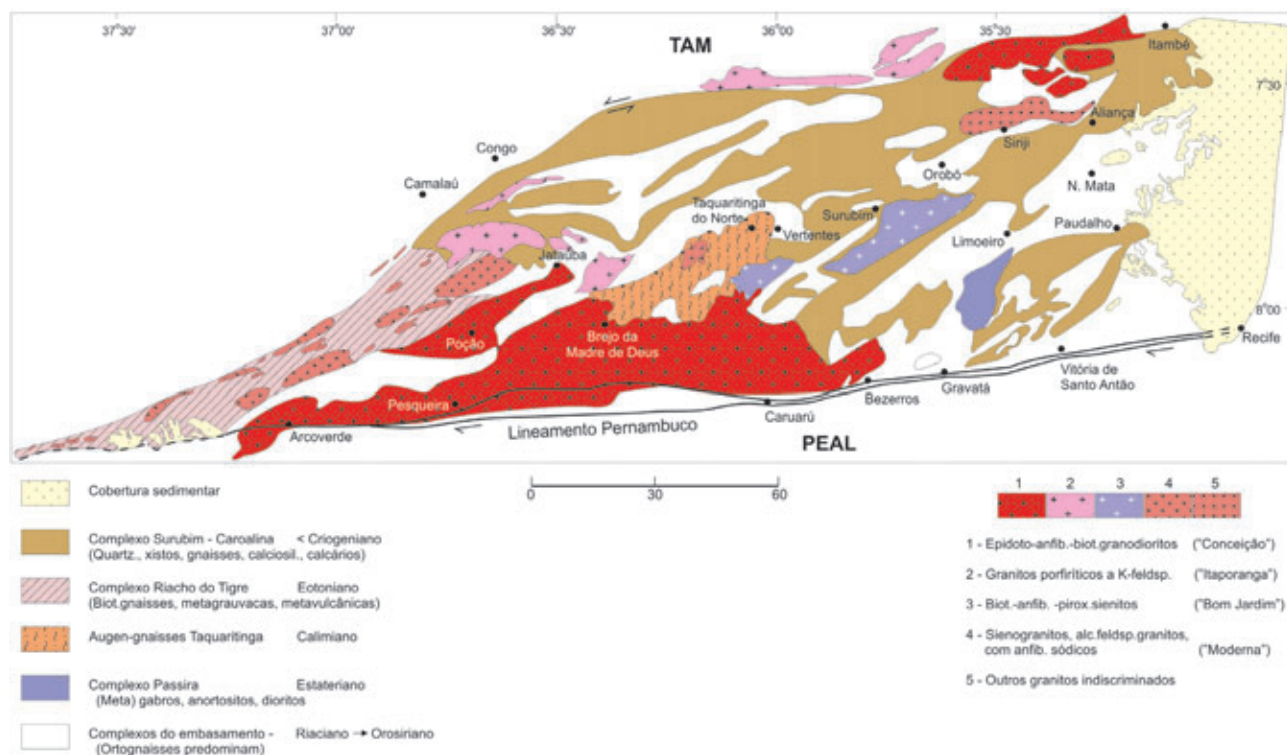 37°30'
37°00'
36°30'
36°00'
35°30'
TAM
Itambé
7°30'
Aliança
Siriji
Congo
Orobó
Camalaú
N. Mata
Taquaritinga
do Norte
Surubim
Vertentes
Paudalho
Limoeiro
Jataúba
8°00'
Recife
Poção
Brejo da
Madre de Deus
Vitória de
Santo Antão
Gravatá
Bezerros
Pesqueira
Caruarú
Arcoverde
Lineamento Pernambuco
PEAL
Cobertura sedimentar
Complexo Surubim - Caroalina < Criogeniano
(Quartz., xistos, gnaisses, calciosil., calcários)
Complexo Riacho do Tigre Eotoniano
(Biot.gnaisses, metagrauvacas, metavulcânicas)
Augen-gnaisses Taquaritinga Calimiano
Complexo Passira Estateriano
(Meta) gabros, anortositos, dioritos
Complexos do embasamento - Riaciano → Orosiriano
(Ortognaisses predominam)
0 30 60
1 2 3 4 5
1 - Epidoto-anfib.-biot.granodioritos ("Conceição")
2 - Granitos porfiríticos a K-feldsp. ("Itaporanga")
3 - Biot.-anfib. -pirox.sienitos ("Bom Jardim")
4 - Sienogranitos, alc.feldsp.granitos,
com anfib. sódicos ("Moderna")
5 - Outros granitos indiscriminados